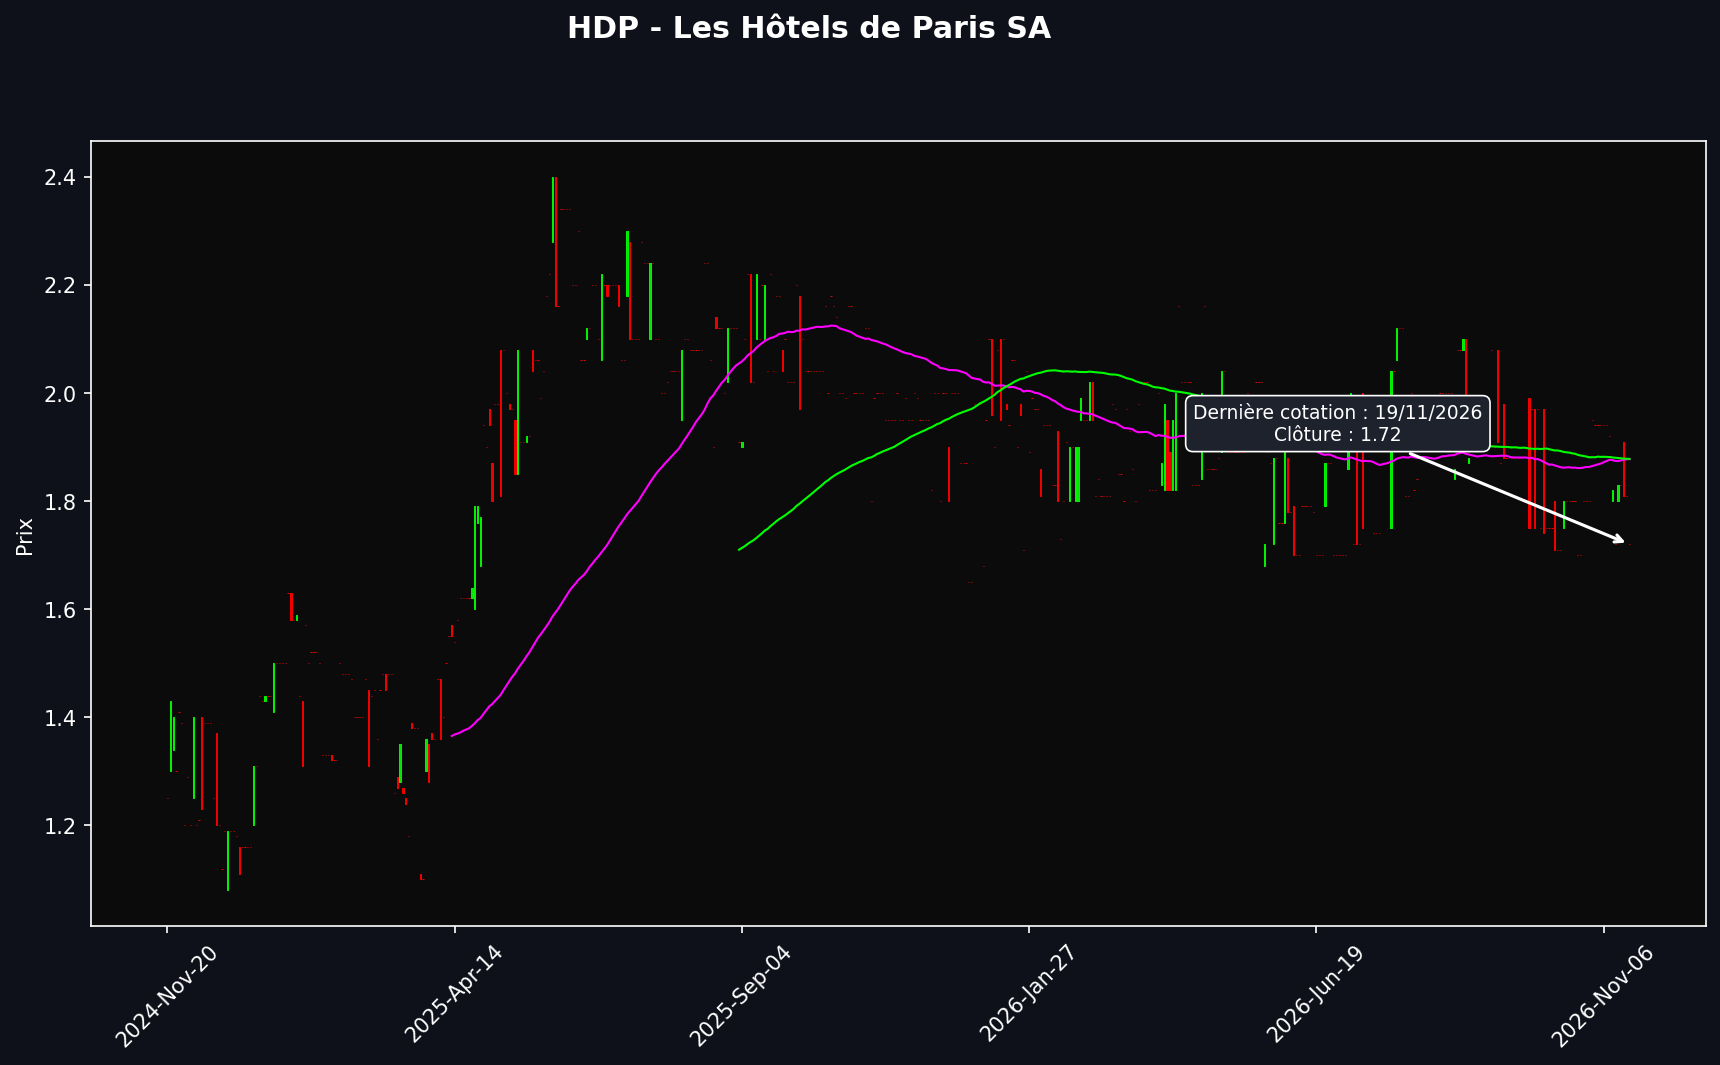 HDP - Les Hôtels de Paris SA
Prix
2.4
2.2
2.0
1.8
1.6
1.4
1.2
Dernière cotation : 19/11/2026
Clôture : 1.72
2024-Nov-20
2025-Apr-14
2025-Sep-04
2026-Jan-27
2026-Jun-19
2026-Nov-06